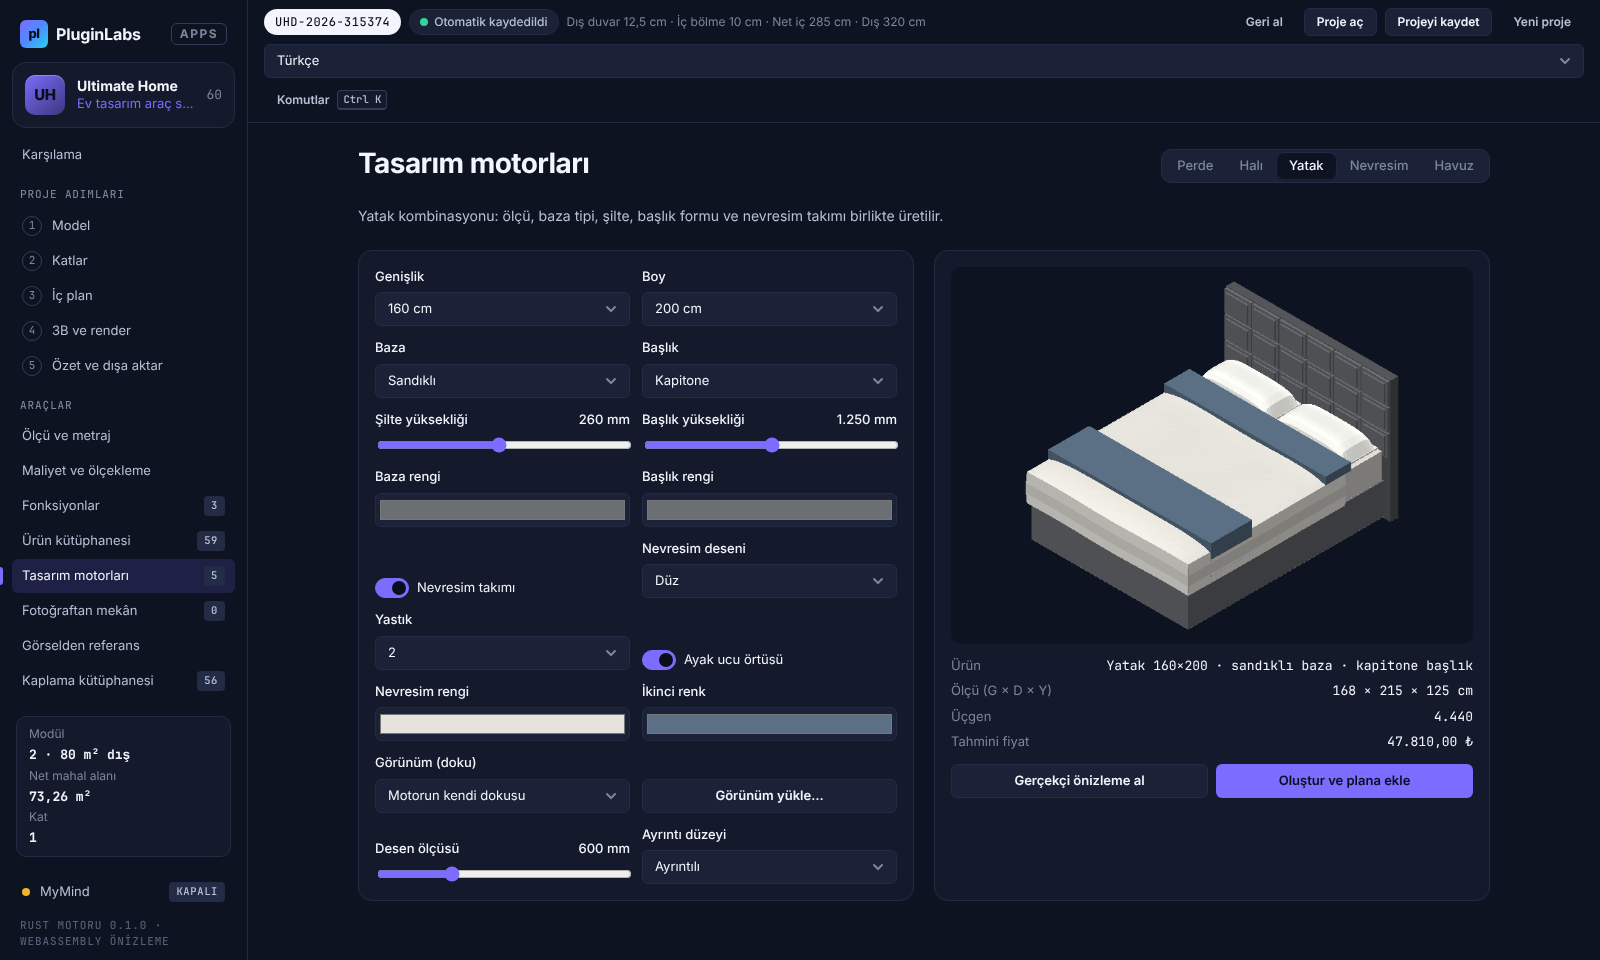 pl PluginLabs APPS
UH Ultimate Home
Ev tasarım araç s... 60
Karşılama
PROJE ADIMLARI
1 Model
2 Katlar
3 İç plan
4 3B ve render
5 Özet ve dışa aktar
ARAÇLAR
Ölçü ve metraj
Maliyet ve ölçekleme
Fonksiyonlar 3
Ürün kütüphanesi 59
Tasarım motorları 5
Fotoğraftan mekân 0
Görselden referans
Kaplama kütüphanesi 56
Modül
2 · 80 m² dış
Net mahal alanı
73,26 m²
Kat
1
MyMind KAPALI
RUST MOTORU 0.1.0 ·
WEBASSEMBLY ÖNİZLEME
UHD-2026-315374 Otomatik kaydedildi Dış duvar 12,5 cm · İç bölme 10 cm · Net iç 285 cm · Dış 320 cm Geri al Proje aç Projeyi kaydet Yeni proje
Türkçe
Komutlar Ctrl K
Tasarım motorları
Perde Halı Yatak Nevresim Havuz
Yatak kombinasyonu: ölçü, baza tipi, şilte, başlık formu ve nevresim takımı birlikte üretilir.
Genişlik Boy
160 cm 200 cm
Baza Başlık
Sandıklı Kapitone
Şilte yüksekliği 260 mm Başlık yüksekliği 1.250 mm
Baza rengi Başlık rengi
Nevresim deseni
Düz
Nevresim takımı
Yastık
2
Ayak ucu örtüsü
Nevresim rengi İkinci renk
Görünüm (doku)
Motorun kendi dokusu Görünüm yükle...
Ayrıntı düzeyi
Desen ölçüsü 600 mm
Ayrıntılı
Ürün Yatak 160×200 · sandıklı baza · kapitone başlık
Ölçü (G × D × Y) 168 × 215 × 125 cm
Üçgen 4.440
Tahmini fiyat 47.810,00 ₺
Gerçekçi önizleme al Oluştur ve plana ekle